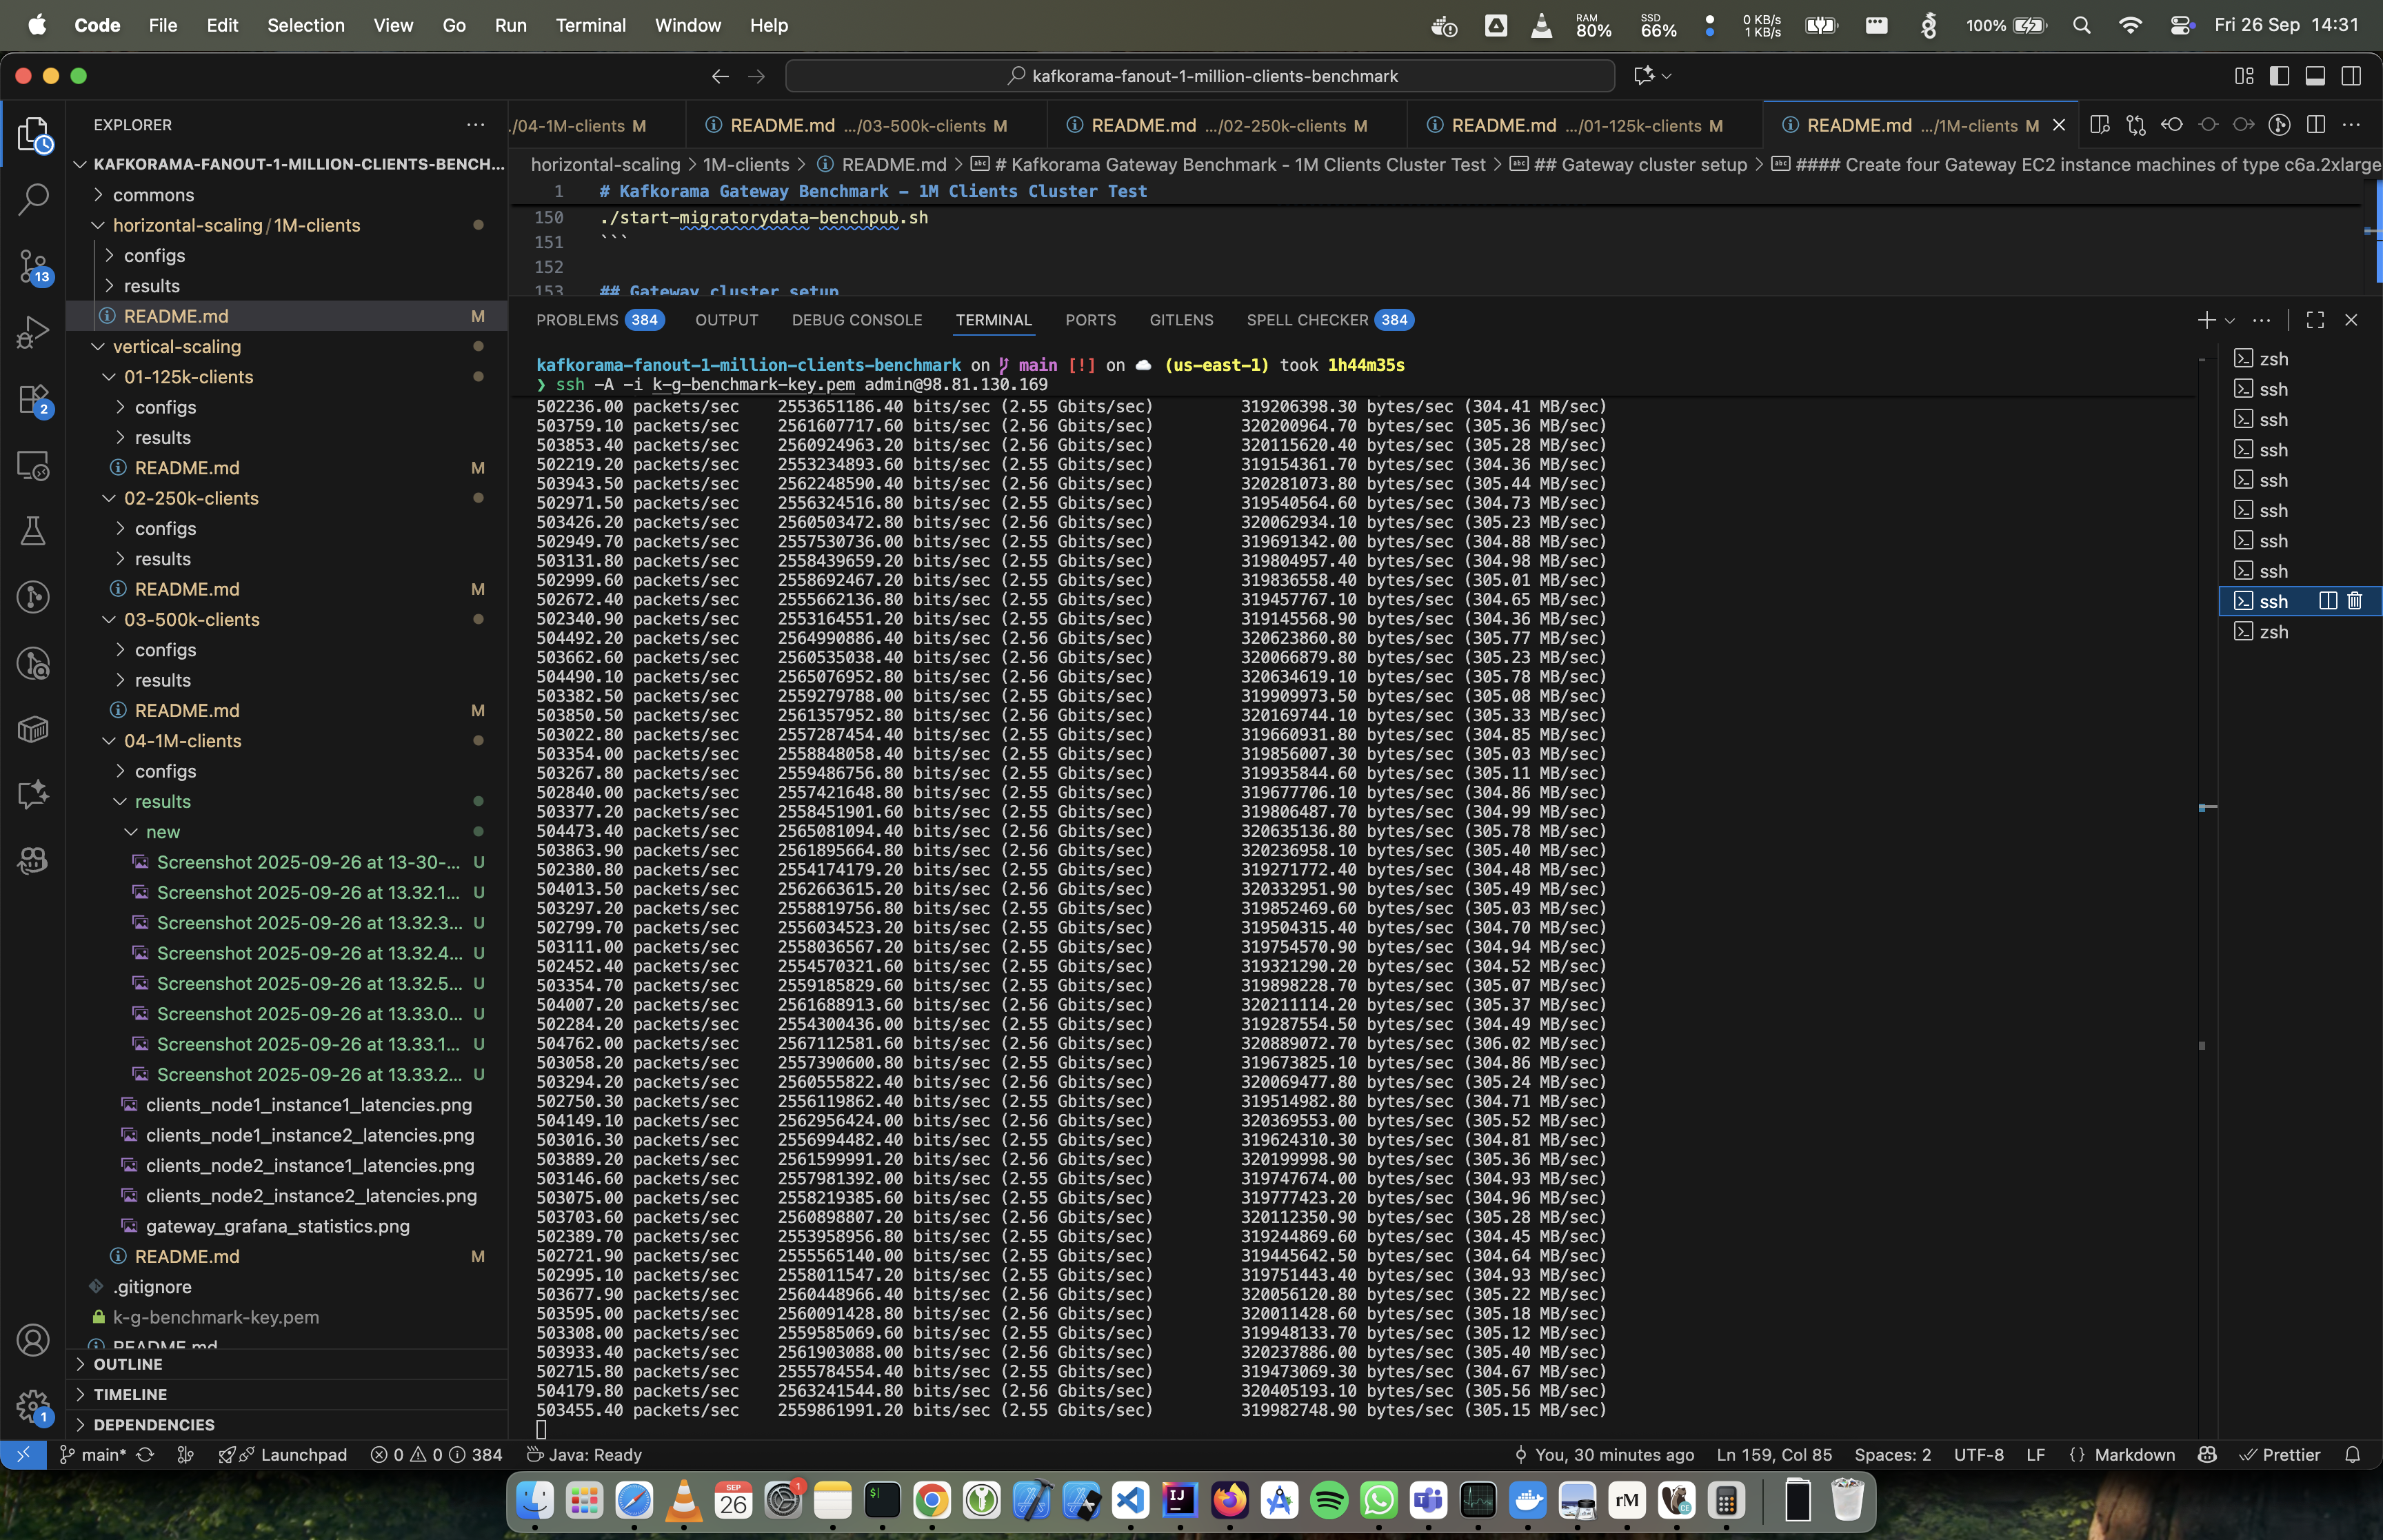 Code File Edit Selection View Go Run Terminal Window Help
RAM 80% SSD 66% 0 KB/s 1 KB/s 100% Fri 26 Sep 14:31
kafkorama-fanout-1-million-clients-benchmark
EXPLORER
KAFKORAMA-FANOUT-1-MILLION-CLIENTS-BENCH...
commons
horizontal-scaling / 1M-clients
configs
results
README.md M
vertical-scaling
01-125k-clients
configs
results
README.md M
02-250k-clients
configs
results
README.md M
03-500k-clients
configs
results
README.md M
04-1M-clients
configs
results
new
Screenshot 2025-09-26 at 13-30-... U
Screenshot 2025-09-26 at 13.32.1... U
Screenshot 2025-09-26 at 13.32.3... U
Screenshot 2025-09-26 at 13.32.4... U
Screenshot 2025-09-26 at 13.32.5... U
Screenshot 2025-09-26 at 13.33.0... U
Screenshot 2025-09-26 at 13.33.1... U
Screenshot 2025-09-26 at 13.33.2... U
clients_node1_instance1_latencies.png
clients_node1_instance2_latencies.png
clients_node2_instance1_latencies.png
clients_node2_instance2_latencies.png
gateway_grafana_statistics.png
README.md M
.gitignore
k-g-benchmark-key.pem
README.md
OUTLINE
TIMELINE
DEPENDENCIES
13
2
1
./04-1M-clients M README.md .../03-500k-clients M README.md .../02-250k-clients M README.md .../01-125k-clients M README.md .../1M-clients M
horizontal-scaling > 1M-clients > README.md > # Kafkorama Gateway Benchmark - 1M Clients Cluster Test > ## Gateway cluster setup > #### Create four Gateway EC2 instance machines of type c6a.2xlarge
1 # Kafkorama Gateway Benchmark - 1M Clients Cluster Test
150 ./start-migratorydata-benchpub.sh
151 ```
152
153 ## Gateway cluster setup
PROBLEMS 384 OUTPUT DEBUG CONSOLE TERMINAL PORTS GITLENS SPELL CHECKER 384
kafkorama-fanout-1-million-clients-benchmark on main [!] on (us-east-1) took 1h44m35s
❯ ssh -A -i k-g-benchmark-key.pem admin@98.81.130.169
502236.00 packets/sec 2553651186.40 bits/sec (2.55 Gbits/sec) 319206398.30 bytes/sec (304.41 MB/sec)
503759.10 packets/sec 2561607717.60 bits/sec (2.56 Gbits/sec) 320200964.70 bytes/sec (305.36 MB/sec)
503853.40 packets/sec 2560924963.20 bits/sec (2.56 Gbits/sec) 320115620.40 bytes/sec (305.28 MB/sec)
502219.20 packets/sec 2553234893.60 bits/sec (2.55 Gbits/sec) 319154361.70 bytes/sec (304.36 MB/sec)
503943.50 packets/sec 2562248590.40 bits/sec (2.56 Gbits/sec) 320281073.80 bytes/sec (305.44 MB/sec)
502971.50 packets/sec 2556324516.80 bits/sec (2.55 Gbits/sec) 319540564.60 bytes/sec (304.73 MB/sec)
503426.20 packets/sec 2560503472.80 bits/sec (2.56 Gbits/sec) 320062934.10 bytes/sec (305.23 MB/sec)
502949.70 packets/sec 2557530736.00 bits/sec (2.55 Gbits/sec) 319691342.00 bytes/sec (304.88 MB/sec)
503131.80 packets/sec 2558439659.20 bits/sec (2.55 Gbits/sec) 319804957.40 bytes/sec (304.98 MB/sec)
502999.60 packets/sec 2558692467.20 bits/sec (2.55 Gbits/sec) 319836558.40 bytes/sec (305.01 MB/sec)
502672.40 packets/sec 2555662136.80 bits/sec (2.55 Gbits/sec) 319457767.10 bytes/sec (304.65 MB/sec)
502340.90 packets/sec 2553164551.20 bits/sec (2.55 Gbits/sec) 319145568.90 bytes/sec (304.36 MB/sec)
504492.20 packets/sec 2564990886.40 bits/sec (2.56 Gbits/sec) 320623860.80 bytes/sec (305.77 MB/sec)
503662.60 packets/sec 2560535038.40 bits/sec (2.56 Gbits/sec) 320066879.80 bytes/sec (305.23 MB/sec)
504490.10 packets/sec 2565076952.80 bits/sec (2.56 Gbits/sec) 320634619.10 bytes/sec (305.78 MB/sec)
503382.50 packets/sec 2559279788.00 bits/sec (2.55 Gbits/sec) 319909973.50 bytes/sec (305.08 MB/sec)
503850.50 packets/sec 2561357952.80 bits/sec (2.56 Gbits/sec) 320169744.10 bytes/sec (305.33 MB/sec)
503022.80 packets/sec 2557287454.40 bits/sec (2.55 Gbits/sec) 319660931.80 bytes/sec (304.85 MB/sec)
503354.00 packets/sec 2558848058.40 bits/sec (2.55 Gbits/sec) 319856007.30 bytes/sec (305.03 MB/sec)
503267.80 packets/sec 2559486756.80 bits/sec (2.55 Gbits/sec) 319935844.60 bytes/sec (305.11 MB/sec)
502840.00 packets/sec 2557421648.80 bits/sec (2.55 Gbits/sec) 319677706.10 bytes/sec (304.86 MB/sec)
503377.20 packets/sec 2558451901.60 bits/sec (2.55 Gbits/sec) 319806487.70 bytes/sec (304.99 MB/sec)
504473.40 packets/sec 2565081094.40 bits/sec (2.56 Gbits/sec) 320635136.80 bytes/sec (305.78 MB/sec)
503863.90 packets/sec 2561895664.80 bits/sec (2.56 Gbits/sec) 320236958.10 bytes/sec (305.40 MB/sec)
502380.80 packets/sec 2554174179.20 bits/sec (2.55 Gbits/sec) 319271772.40 bytes/sec (304.48 MB/sec)
504013.50 packets/sec 2562663615.20 bits/sec (2.56 Gbits/sec) 320332951.90 bytes/sec (305.49 MB/sec)
503297.20 packets/sec 2558819756.80 bits/sec (2.55 Gbits/sec) 319852469.60 bytes/sec (305.03 MB/sec)
502799.70 packets/sec 2556034523.20 bits/sec (2.55 Gbits/sec) 319504315.40 bytes/sec (304.70 MB/sec)
503111.00 packets/sec 2558036567.20 bits/sec (2.55 Gbits/sec) 319754570.90 bytes/sec (304.94 MB/sec)
502452.40 packets/sec 2554570321.60 bits/sec (2.55 Gbits/sec) 319321290.20 bytes/sec (304.52 MB/sec)
503354.70 packets/sec 2559185829.60 bits/sec (2.55 Gbits/sec) 319898228.70 bytes/sec (305.07 MB/sec)
504007.20 packets/sec 2561688913.60 bits/sec (2.56 Gbits/sec) 320211114.20 bytes/sec (305.37 MB/sec)
502284.20 packets/sec 2554300436.00 bits/sec (2.55 Gbits/sec) 319287554.50 bytes/sec (304.49 MB/sec)
504762.00 packets/sec 2567112581.60 bits/sec (2.56 Gbits/sec) 320889072.70 bytes/sec (306.02 MB/sec)
503058.20 packets/sec 2557390600.80 bits/sec (2.55 Gbits/sec) 319673825.10 bytes/sec (304.86 MB/sec)
503294.20 packets/sec 2560555822.40 bits/sec (2.56 Gbits/sec) 320069477.80 bytes/sec (305.24 MB/sec)
502750.30 packets/sec 2556119862.40 bits/sec (2.55 Gbits/sec) 319514982.80 bytes/sec (304.71 MB/sec)
504149.10 packets/sec 2562956424.00 bits/sec (2.56 Gbits/sec) 320369553.00 bytes/sec (305.52 MB/sec)
503016.30 packets/sec 2556994482.40 bits/sec (2.55 Gbits/sec) 319624310.30 bytes/sec (304.81 MB/sec)
503889.20 packets/sec 2561599991.20 bits/sec (2.56 Gbits/sec) 320199998.90 bytes/sec (305.36 MB/sec)
503146.60 packets/sec 2557981392.00 bits/sec (2.55 Gbits/sec) 319747674.00 bytes/sec (304.93 MB/sec)
503075.00 packets/sec 2558219385.60 bits/sec (2.55 Gbits/sec) 319777423.20 bytes/sec (304.96 MB/sec)
503703.60 packets/sec 2560898807.20 bits/sec (2.56 Gbits/sec) 320112350.90 bytes/sec (305.28 MB/sec)
502389.70 packets/sec 2553958956.80 bits/sec (2.55 Gbits/sec) 319244869.60 bytes/sec (304.45 MB/sec)
502721.90 packets/sec 2555565140.00 bits/sec (2.55 Gbits/sec) 319445642.50 bytes/sec (304.64 MB/sec)
502995.10 packets/sec 2558011547.20 bits/sec (2.55 Gbits/sec) 319751443.40 bytes/sec (304.93 MB/sec)
503677.90 packets/sec 2560448966.40 bits/sec (2.56 Gbits/sec) 320056120.80 bytes/sec (305.22 MB/sec)
503595.00 packets/sec 2560091428.80 bits/sec (2.56 Gbits/sec) 320011428.60 bytes/sec (305.18 MB/sec)
503308.00 packets/sec 2559585069.60 bits/sec (2.55 Gbits/sec) 319948133.70 bytes/sec (305.12 MB/sec)
503933.40 packets/sec 2561903088.00 bits/sec (2.56 Gbits/sec) 320237886.00 bytes/sec (305.40 MB/sec)
502715.80 packets/sec 2555784554.40 bits/sec (2.55 Gbits/sec) 319473069.30 bytes/sec (304.67 MB/sec)
504179.80 packets/sec 2563241544.80 bits/sec (2.56 Gbits/sec) 320405193.10 bytes/sec (305.56 MB/sec)
503455.40 packets/sec 2559861991.20 bits/sec (2.55 Gbits/sec) 319982748.90 bytes/sec (305.15 MB/sec)
zsh
ssh
ssh
ssh
ssh
ssh
ssh
ssh
ssh
zsh
main* Launchpad 0 0 384 Java: Ready You, 30 minutes ago Ln 159, Col 85 Spaces: 2 UTF-8 LF {} Markdown Prettier
SEP 26 1 $| IJ rM CE